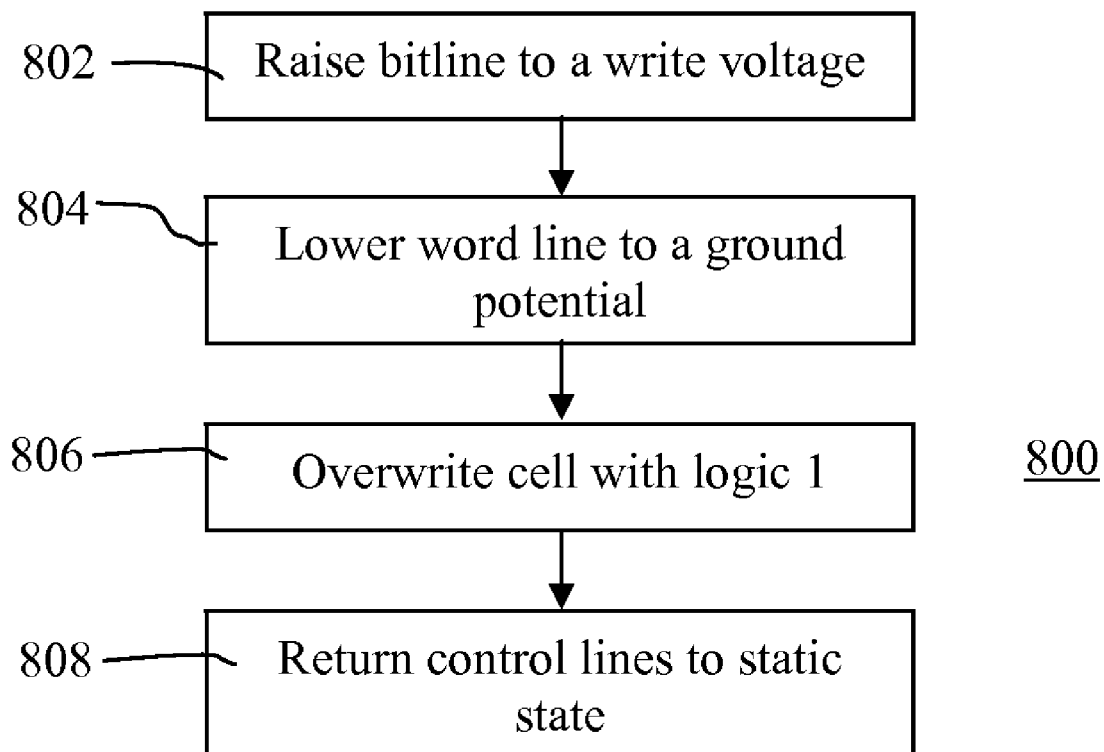 802
Raise bitline to a write voltage
804
Lower word line to a ground
potential
806
Overwrite cell with logic 1
800
808
Return control lines to static
state